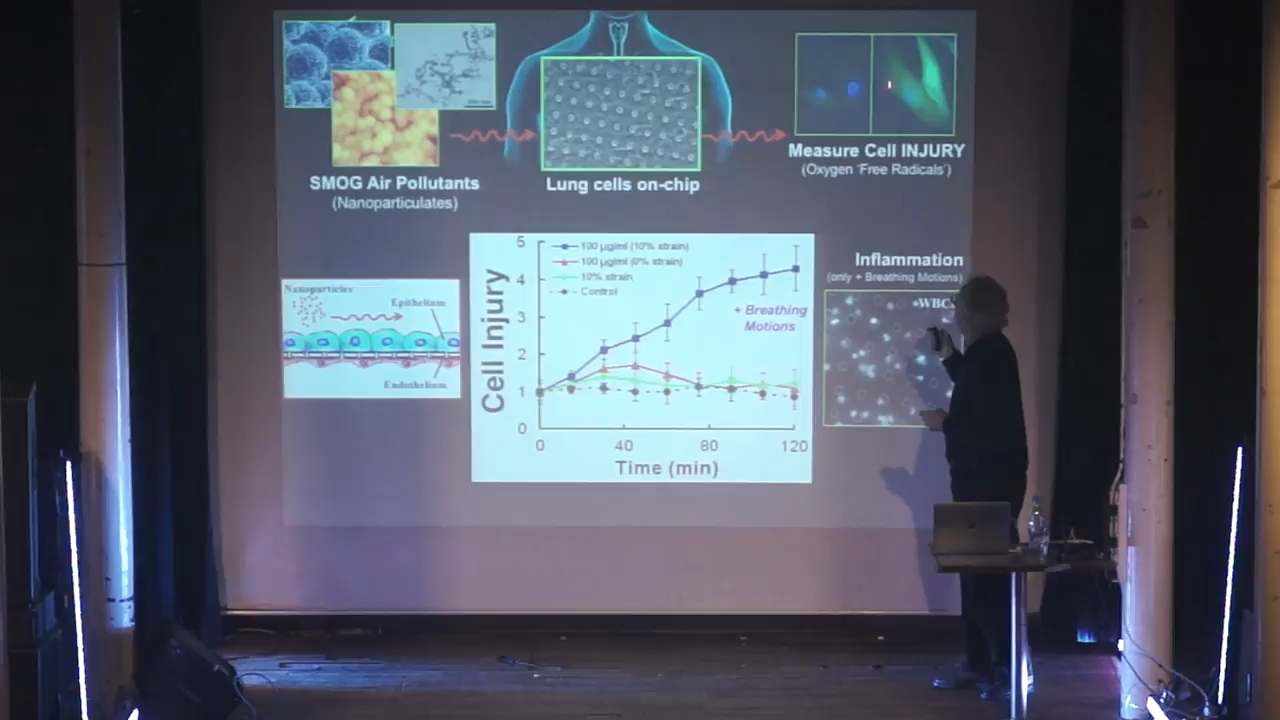 SMOG Air Pollutants
(Nanoparticulates)
Lung cells on-chip
Measure Cell INJURY
(Oxygen 'Free Radicals')
Nanoparticles
Epithelium
Endothelium
Cell Injury
5
4
3
2
1
0
100 µg/ml (10% strain)
100 µg/ml (0% strain)
10% strain
Control
+ Breathing
Motions
0
40
80
120
Time (min)
Inflammation
(only + Breathing Motions)